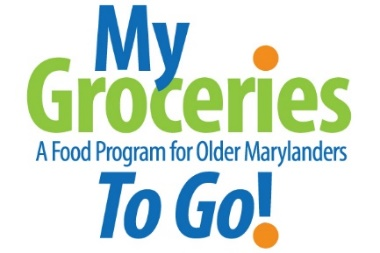 My
Groceries
A Food Program for Older Marylanders
To Go!